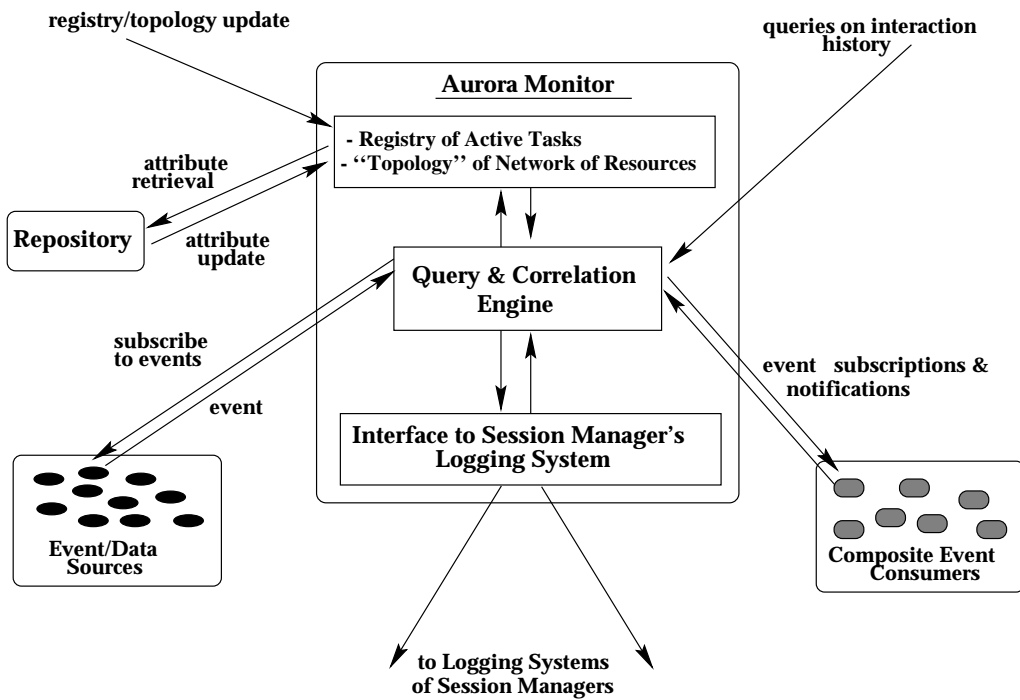 registry/topology update
queries on interaction
history
Aurora Monitor
- Registry of Active Tasks
- ‘‘Topology’’ of Network of Resources
attribute
retrieval
Repository
attribute
update
Query & Correlation
Engine
subscribe
to events
event
event subscriptions &
notifications
Interface to Session Manager's
Logging System
Event/Data
Sources
Composite Event
Consumers
to Logging Systems
of Session Managers